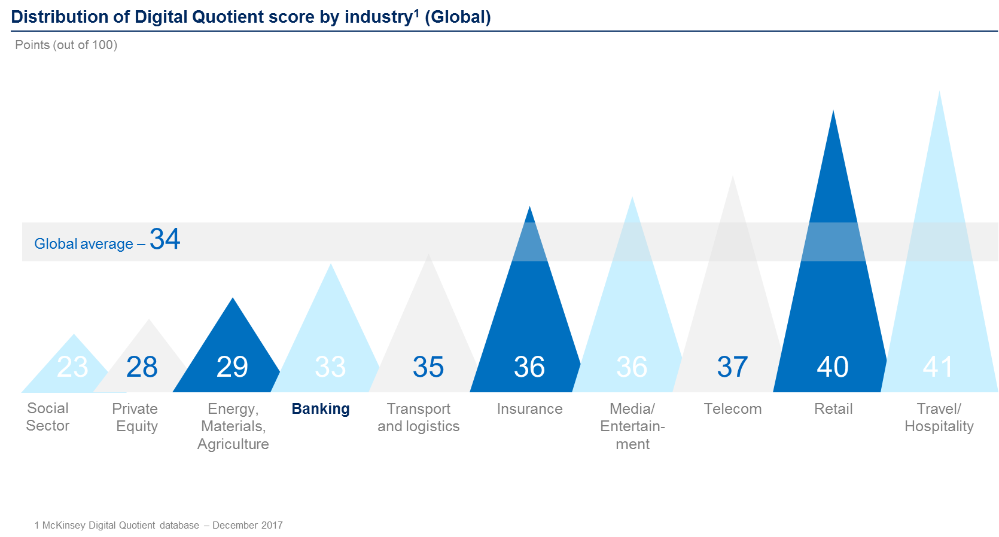 Distribution of Digital Quotient score by industry¹ (Global)
Points (out of 100)
Global average – 34
23
28
29
33
35
36
36
37
40
41
Social
Sector
Private
Equity
Energy,
Materials,
Agriculture
Banking
Transport
and logistics
Insurance
Media/
Entertain-
ment
Telecom
Retail
Travel/
Hospitality
1 McKinsey Digital Quotient database – December 2017